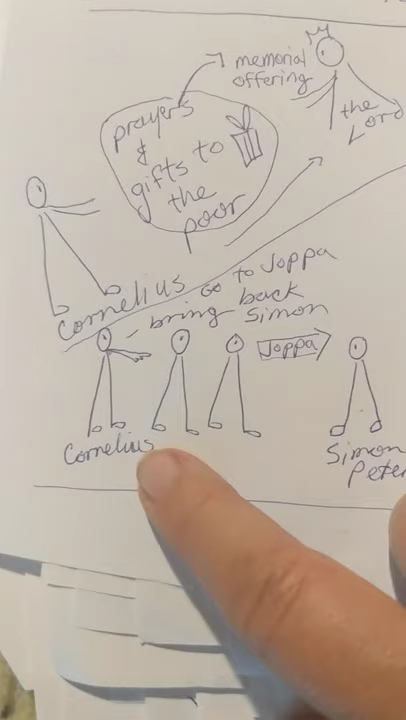 memorial
offering
prayers
&
gifts to
the
poor
the
Lord
Cornelius
Go to Joppa
bring back
Simon
Joppa
Cornelius
Simon
Peter